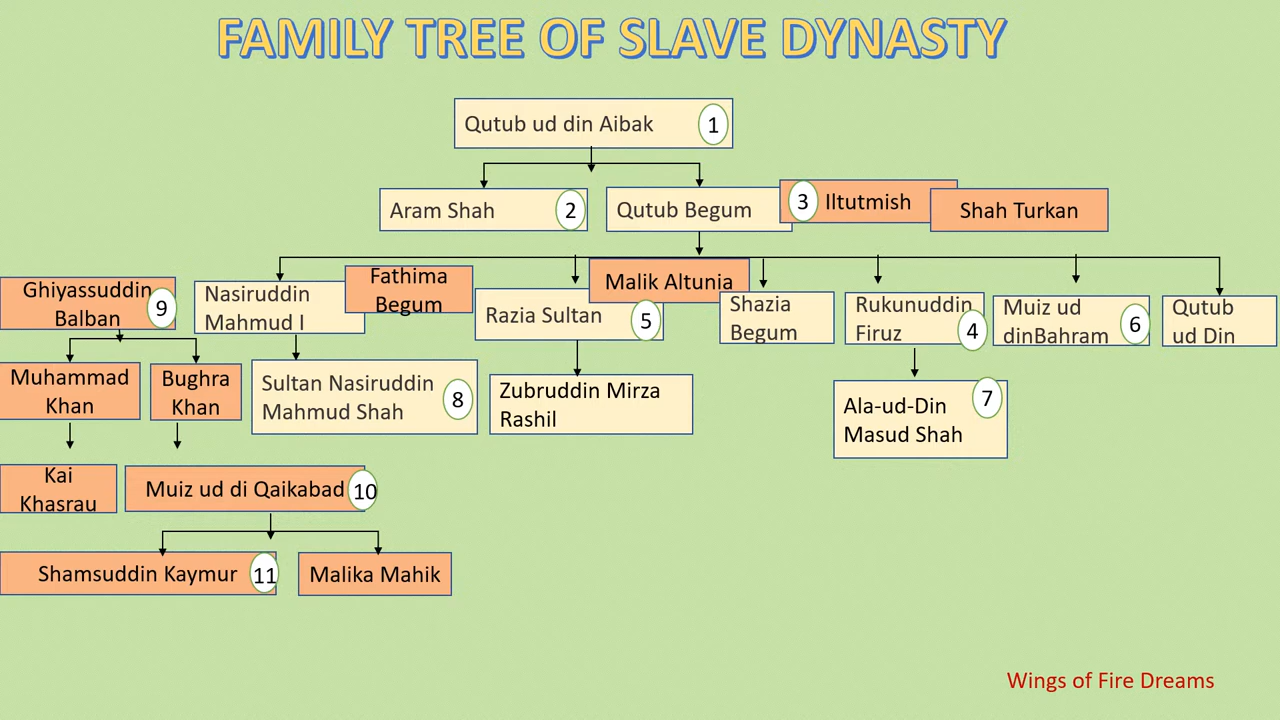 FAMILY TREE OF SLAVE DYNASTY
Qutub ud din Aibak 1
Aram Shah 2
Qutub Begum
3 Iltutmish
Shah Turkan
Ghiyassuddin
Balban 9
Nasiruddin
Mahmud I
Fathima
Begum
Razia Sultan 5
Malik Altunia
Shazia
Begum
Rukunuddin
Firuz 4
Muiz ud
dinBahram 6
Qutub
ud Din
Muhammad
Khan
Bughra
Khan
Sultan Nasiruddin
Mahmud Shah 8
Zubruddin Mirza
Rashil
Ala-ud-Din
Masud Shah
7
Kai
Khasrau
Muiz ud di Qaikabad 10
Shamsuddin Kaymur 11
Malika Mahik
Wings of Fire Dreams